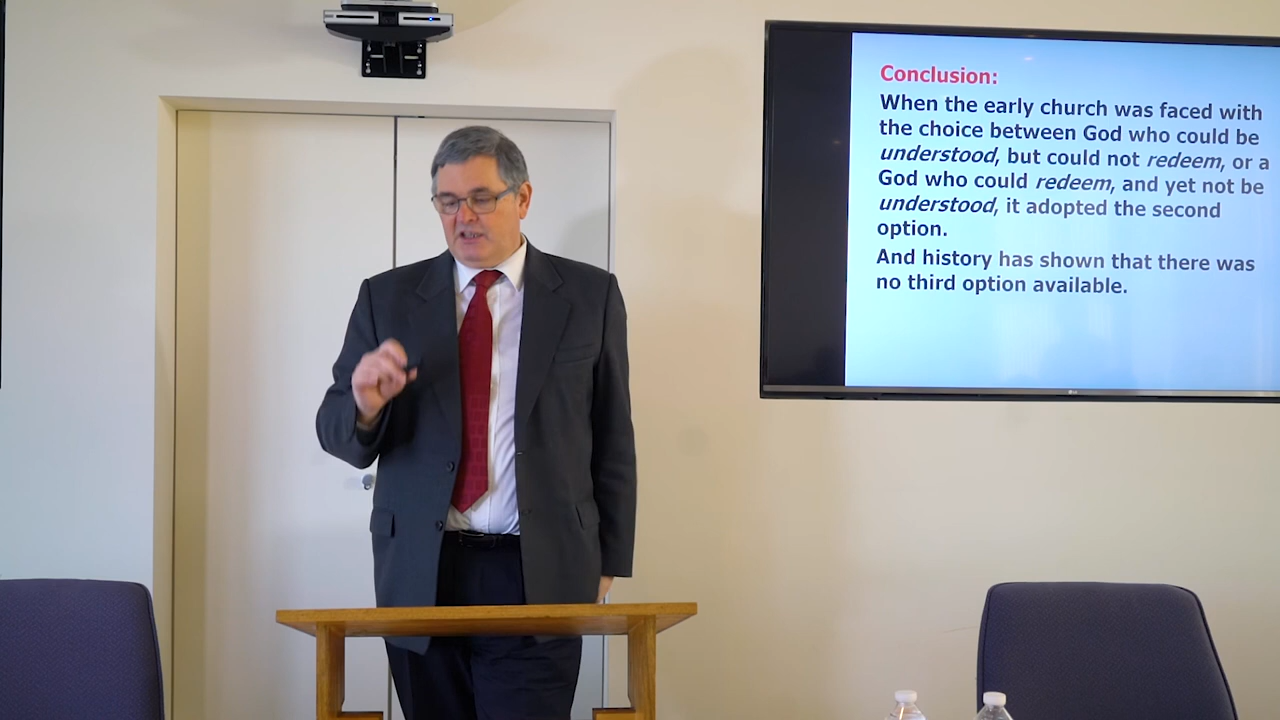 Conclusion:
When the early church was faced with
the choice between God who could be
understood, but could not redeem, or a
God who could redeem, and yet not be
understood, it adopted the second
option.
And history has shown that there was
no third option available.
LG